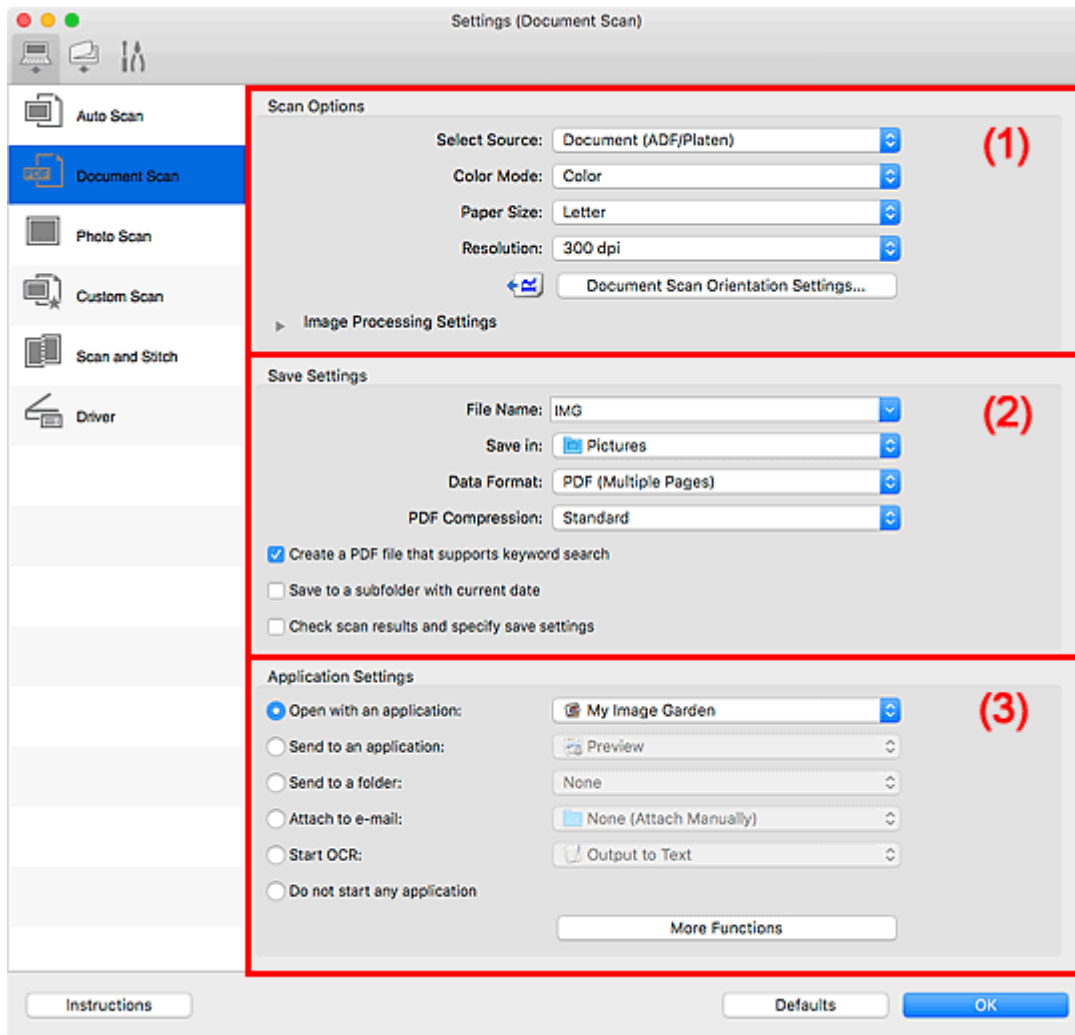 Settings (Document Scan)
Auto Scan
Document Scan
Photo Scan
Custom Scan
Scan and Stitch
Driver
Scan Options
(1)
Select Source: Document (ADF/Platen)
Color Mode: Color
Paper Size: Letter
Resolution: 300 dpi
Document Scan Orientation Settings...
Image Processing Settings
Save Settings
(2)
File Name: IMG
Save in: Pictures
Data Format: PDF (Multiple Pages)
PDF Compression: Standard
Create a PDF file that supports keyword search
Save to a subfolder with current date
Check scan results and specify save settings
Application Settings
(3)
Open with an application: My Image Garden
Send to an application: Preview
Send to a folder: None
Attach to e-mail: None (Attach Manually)
Start OCR: Output to Text
Do not start any application
More Functions
Instructions
Defaults
OK